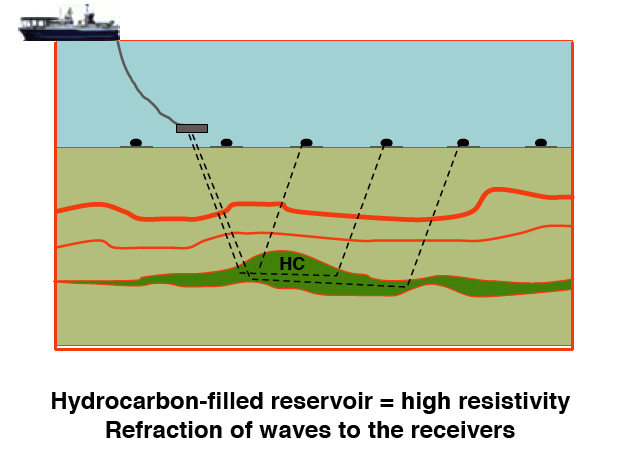 HC
Hydrocarbon-filled reservoir = high resistivity
Refraction of waves to the receivers